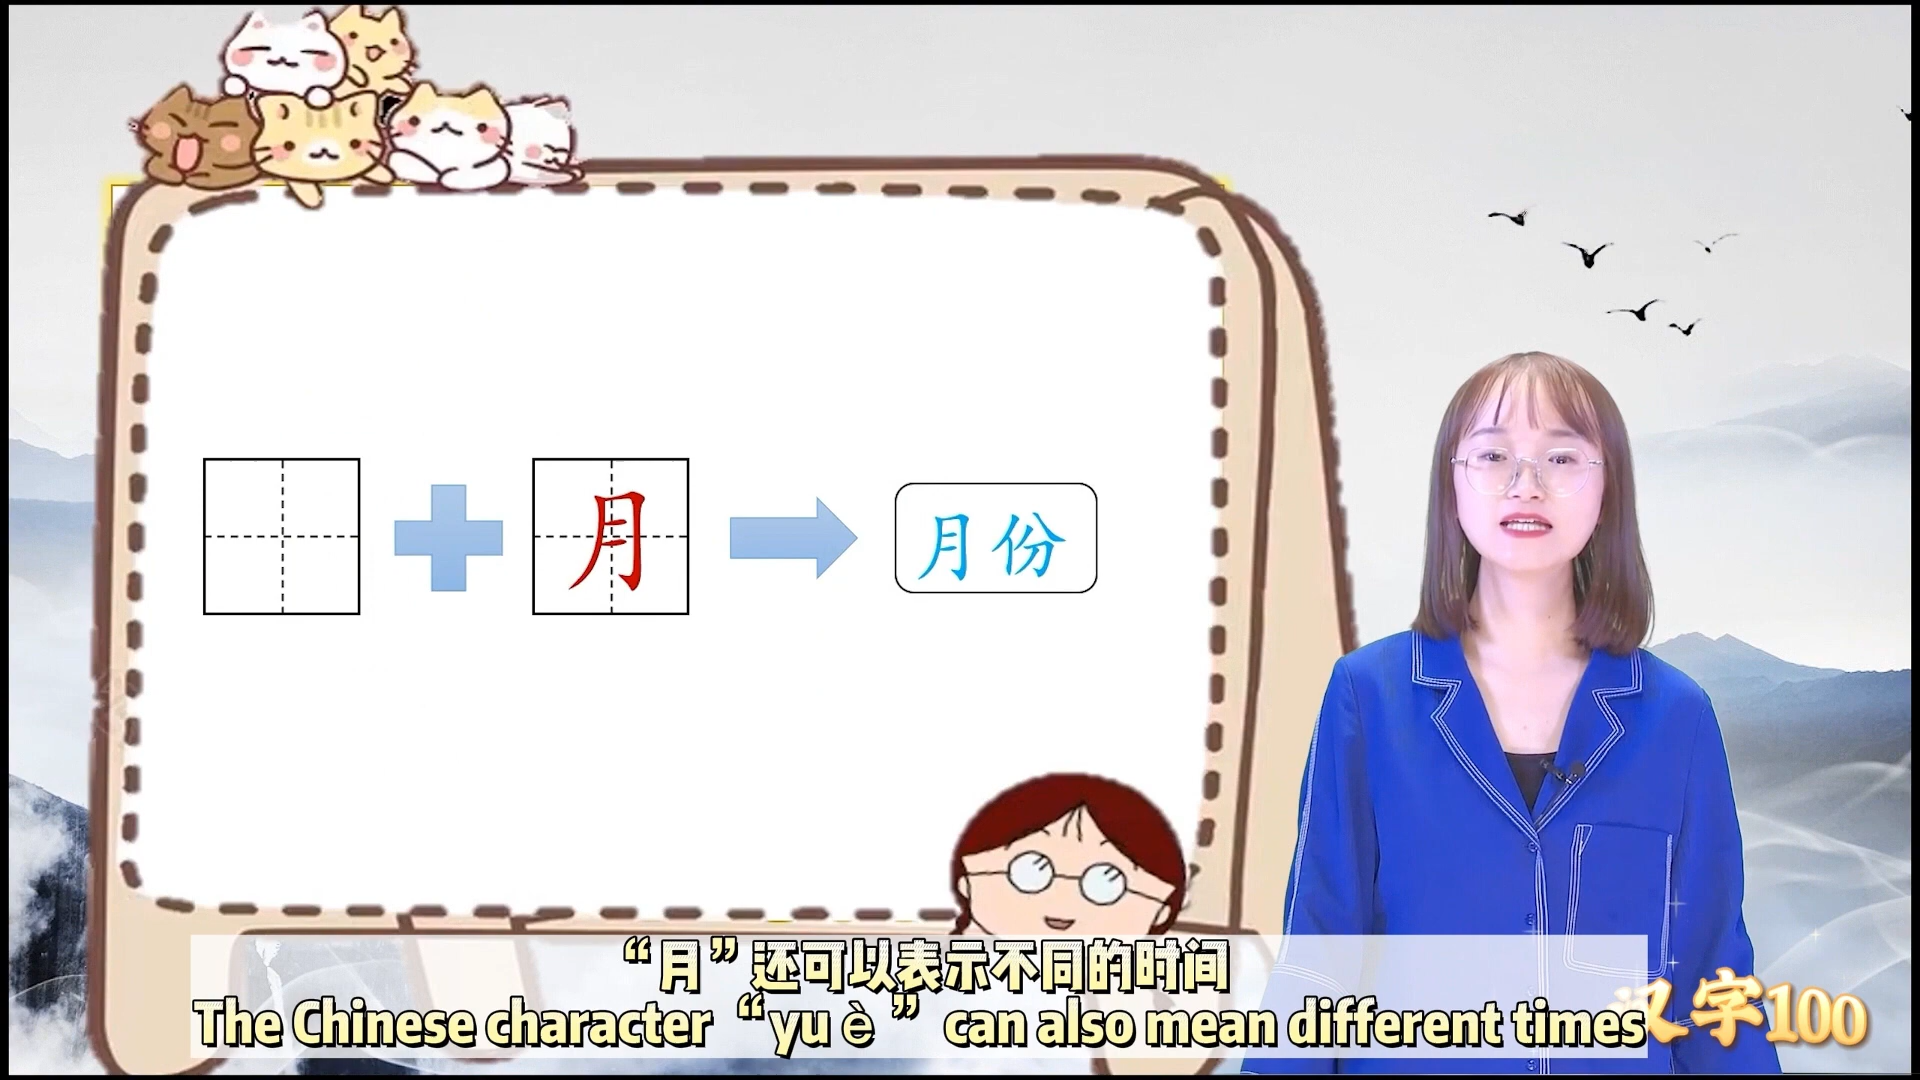 月
月份
“月”还可以表示不同的时间
The Chinese character “yuè” can also mean different times
汉字100